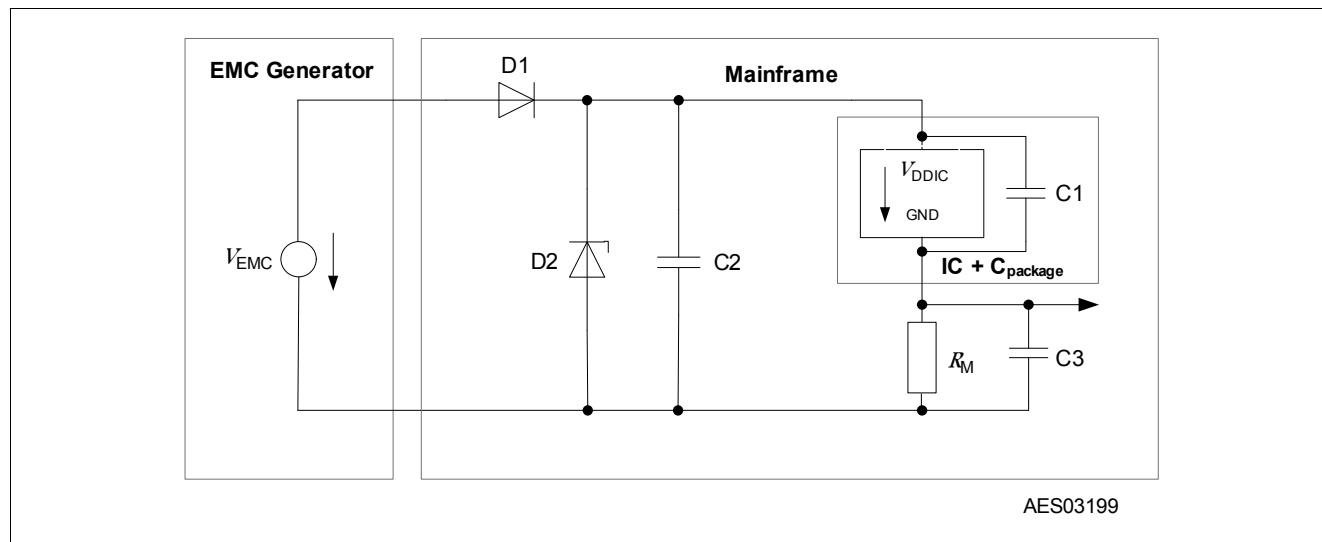 EMC Generator
Mainframe
D1
V_DDIC
GND
C1
V_EMC
D2
C2
IC + C_package
R_M
C3
AES03199